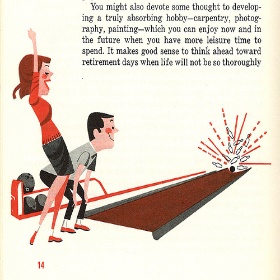 You might also devote some thought to develop-
ing a truly absorbing hobby—carpentry, photog-
raphy, painting—which you can enjoy now and in
the future when you have more leisure time to
spend. It makes good sense to think ahead toward
retirement days when life will not be so thoroughly
14